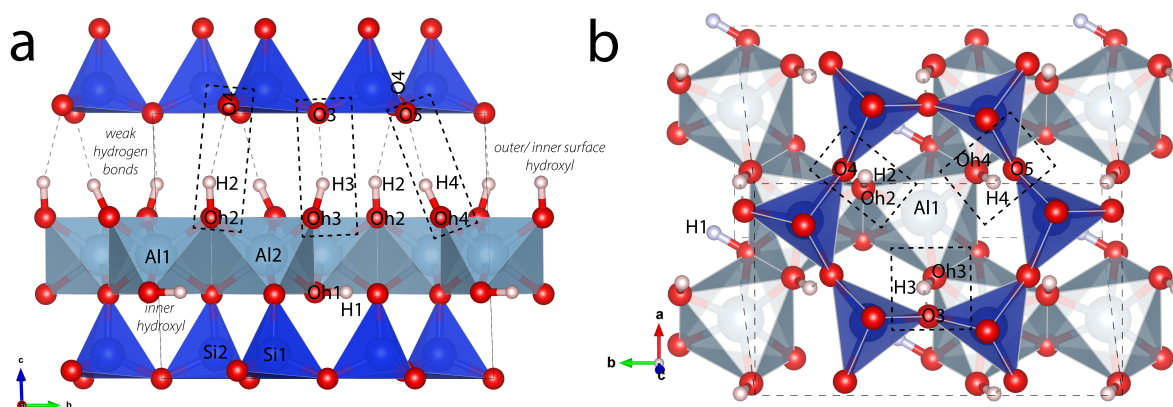 a
O4
O4
O3
O5
weak
hydrogen
bonds
outer/ inner surface
hydroxyl
H2
H3
H2
H4
Oh2
Oh3
Oh2
Oh4
Al1
Al2
inner
hydroxyl
Oh1
H1
Si2
Si1
c
a
b
b
O4
H2
Oh2
Oh4
O5
H4
Al1
H1
Oh3
H3
O3
a
b
c